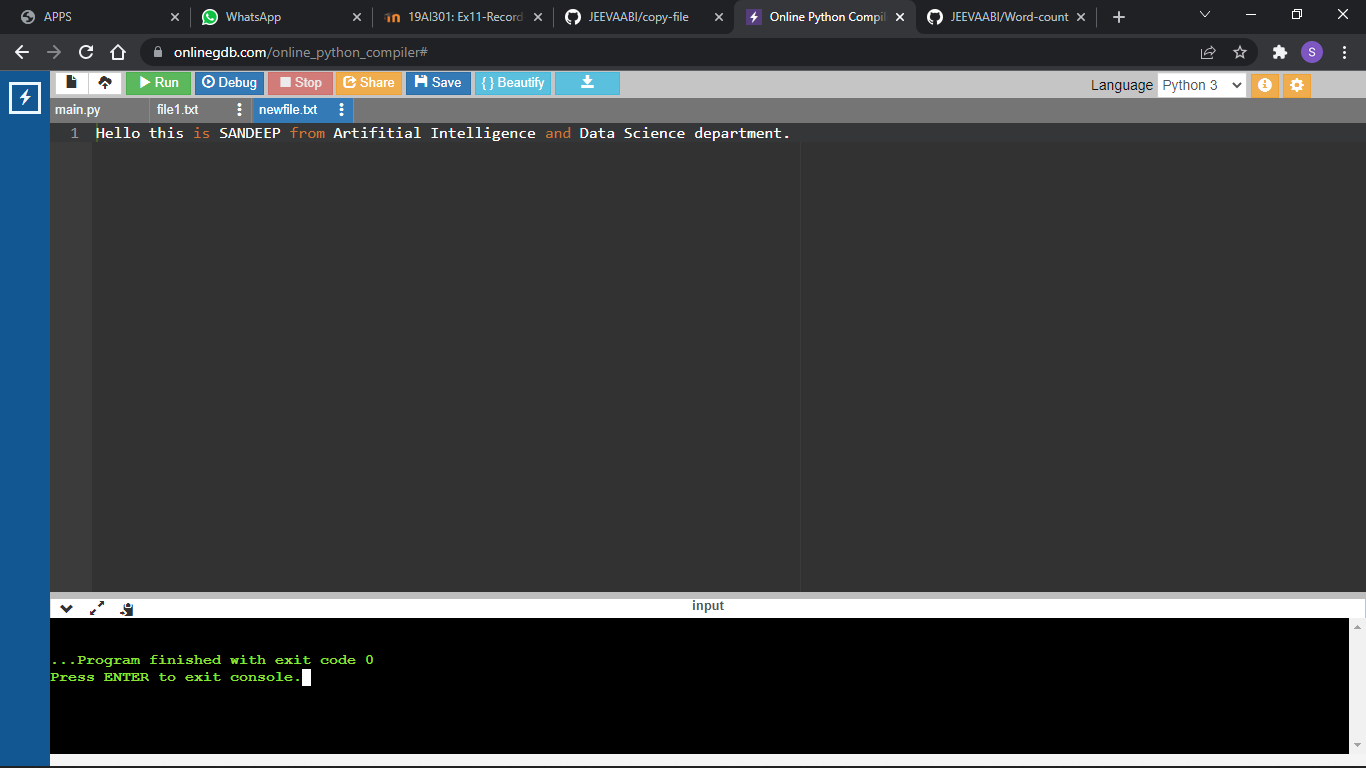 APPS
WhatsApp
19AI301: Ex11-Record
JEEVAABI/copy-file
Online Python Compil
JEEVAABI/Word-count
onlinegdb.com/online_python_compiler#
S
Run
Debug
Stop
Share
Save
{ } Beautify
Language Python 3
main.py
file1.txt
newfile.txt
1 Hello this is SANDEEP from Artifitial Intelligence and Data Science department.
input
...Program finished with exit code 0
Press ENTER to exit console.